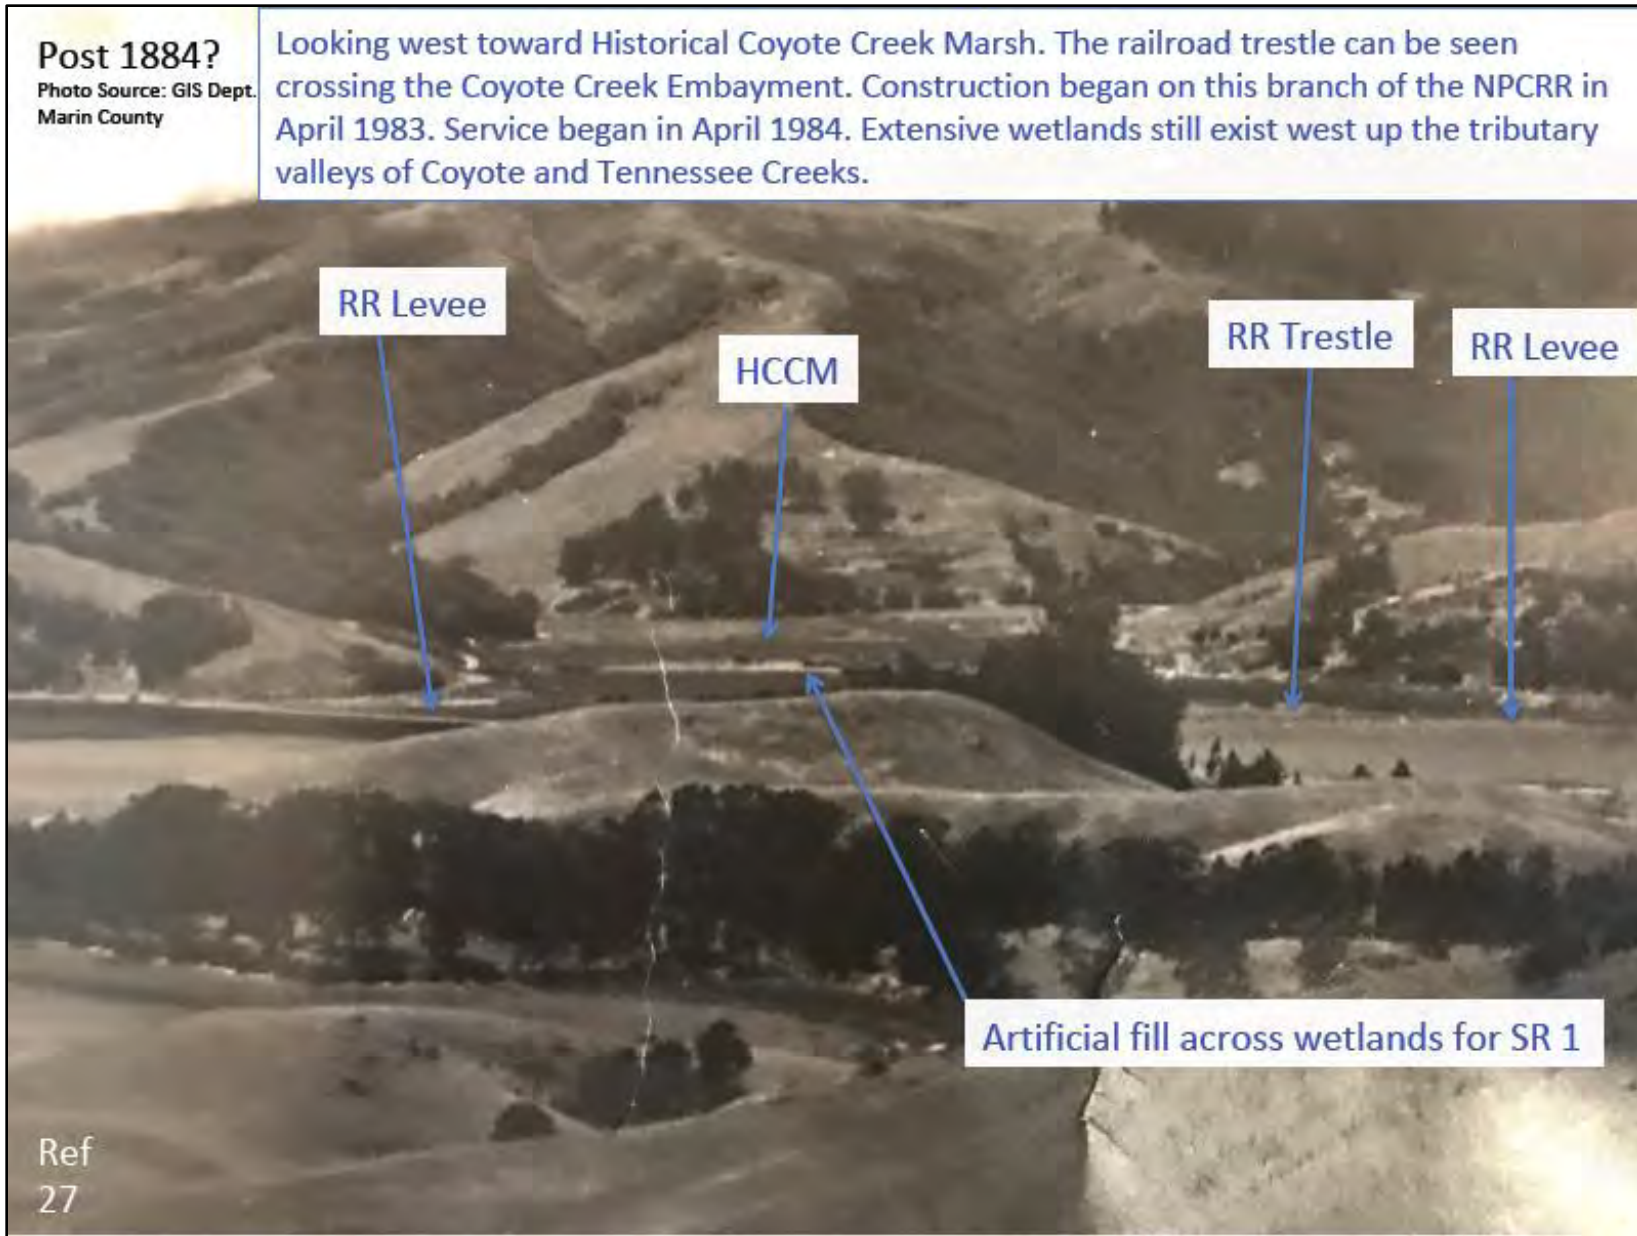 Post 1884?
Photo Source: GIS Dept.
Marin County
Looking west toward Historical Coyote Creek Marsh. The railroad trestle can be seen
crossing the Coyote Creek Embayment. Construction began on this branch of the NPCRR in
April 1983. Service began in April 1984. Extensive wetlands still exist west up the tributary
valleys of Coyote and Tennessee Creeks.
RR Levee
HCCM
RR Trestle
RR Levee
Artificial fill across wetlands for SR 1
Ref
27